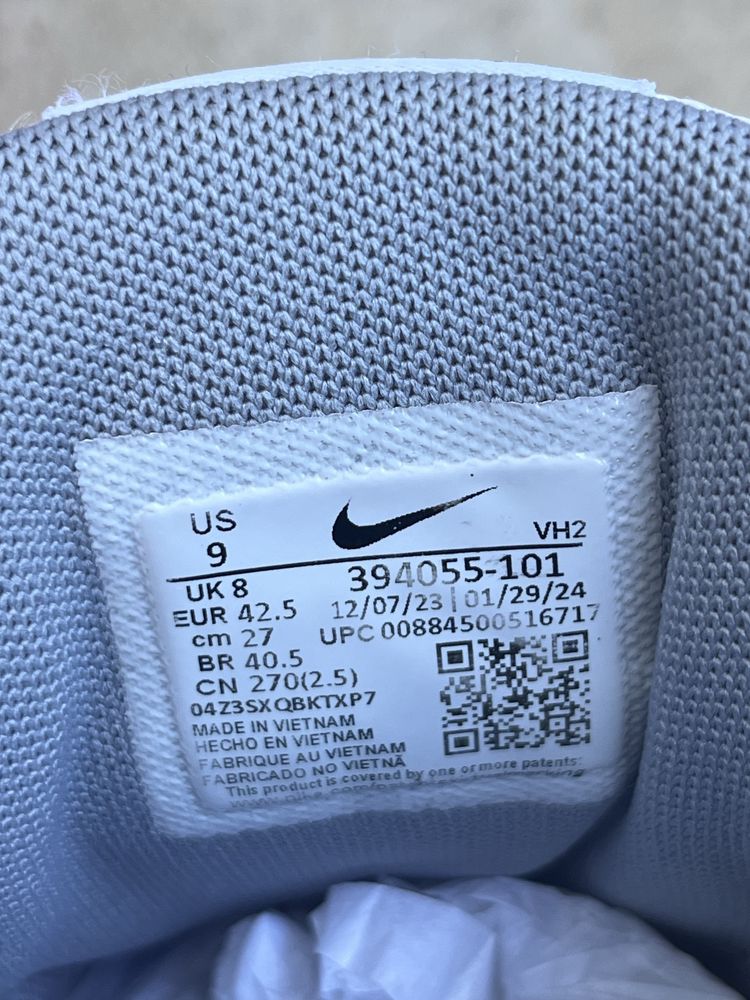 US
9
VH2
UK 8
394055-101
EUR 42.5
12/07/23 | 01/29/24
cm 27
UPC 00884500516717
BR 40.5
CN 270(2.5)
04Z3SXQBKTXP7
MADE IN VIETNAM
HECHO EN VIETNAM
FABRIQUE AU VIETNAM
FABRICADO NO VIETNÃ
This product is covered by one or more patents: